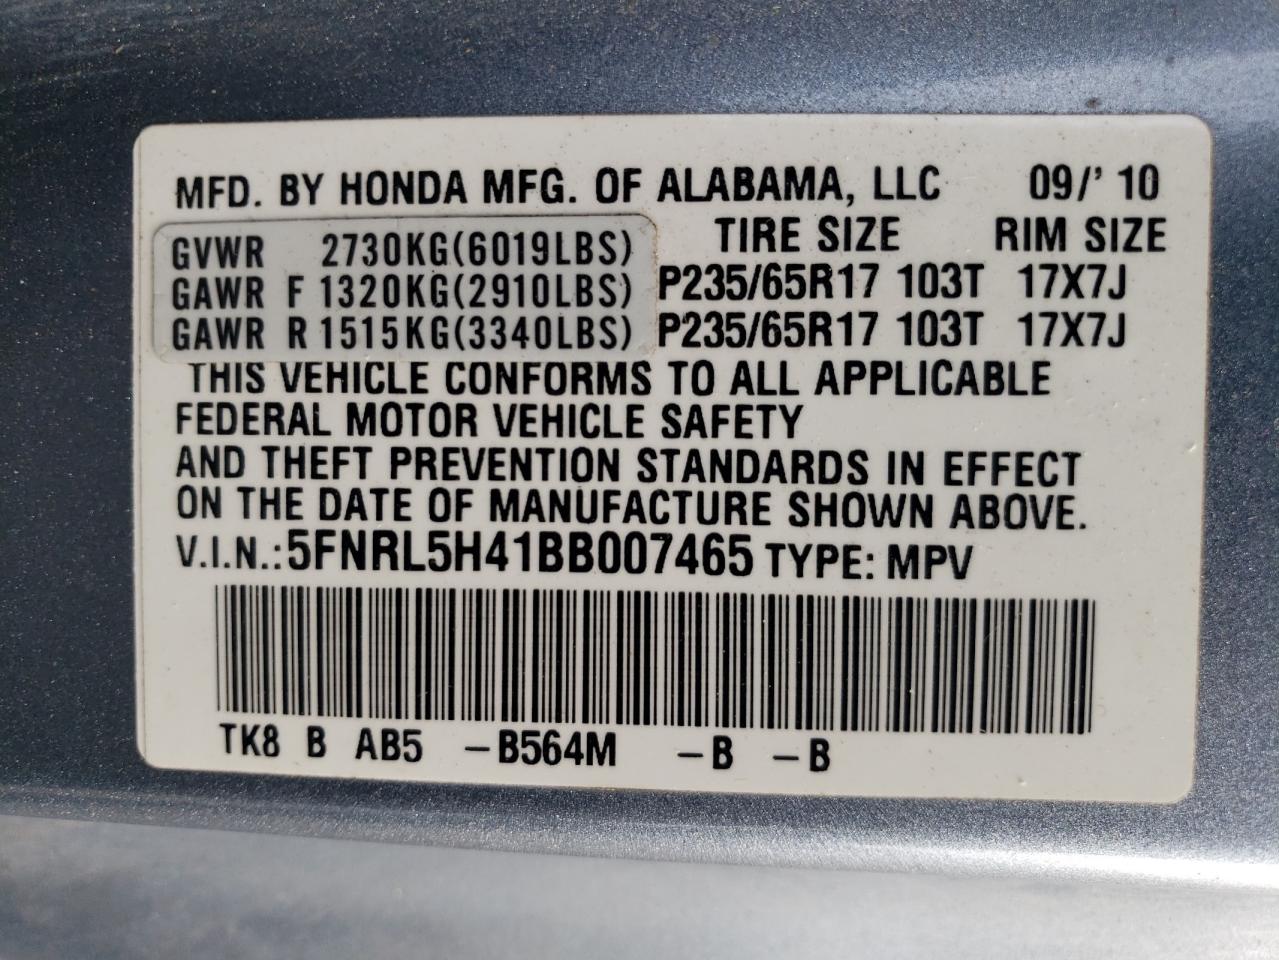 MFD. BY HONDA MFG. OF ALABAMA, LLC 09/' 10
TIRE SIZE RIM SIZE
GVWR 2730KG(6019LBS)
GAWR F 1320KG(2910LBS) P235/65R17 103T 17X7J
GAWR R 1515KG(3340LBS) P235/65R17 103T 17X7J
THIS VEHICLE CONFORMS TO ALL APPLICABLE
FEDERAL MOTOR VEHICLE SAFETY
AND THEFT PREVENTION STANDARDS IN EFFECT
ON THE DATE OF MANUFACTURE SHOWN ABOVE.
V.I.N.: 5FNRL5H41BB007465 TYPE: MPV
TK8 B AB5 -B564M -B -B